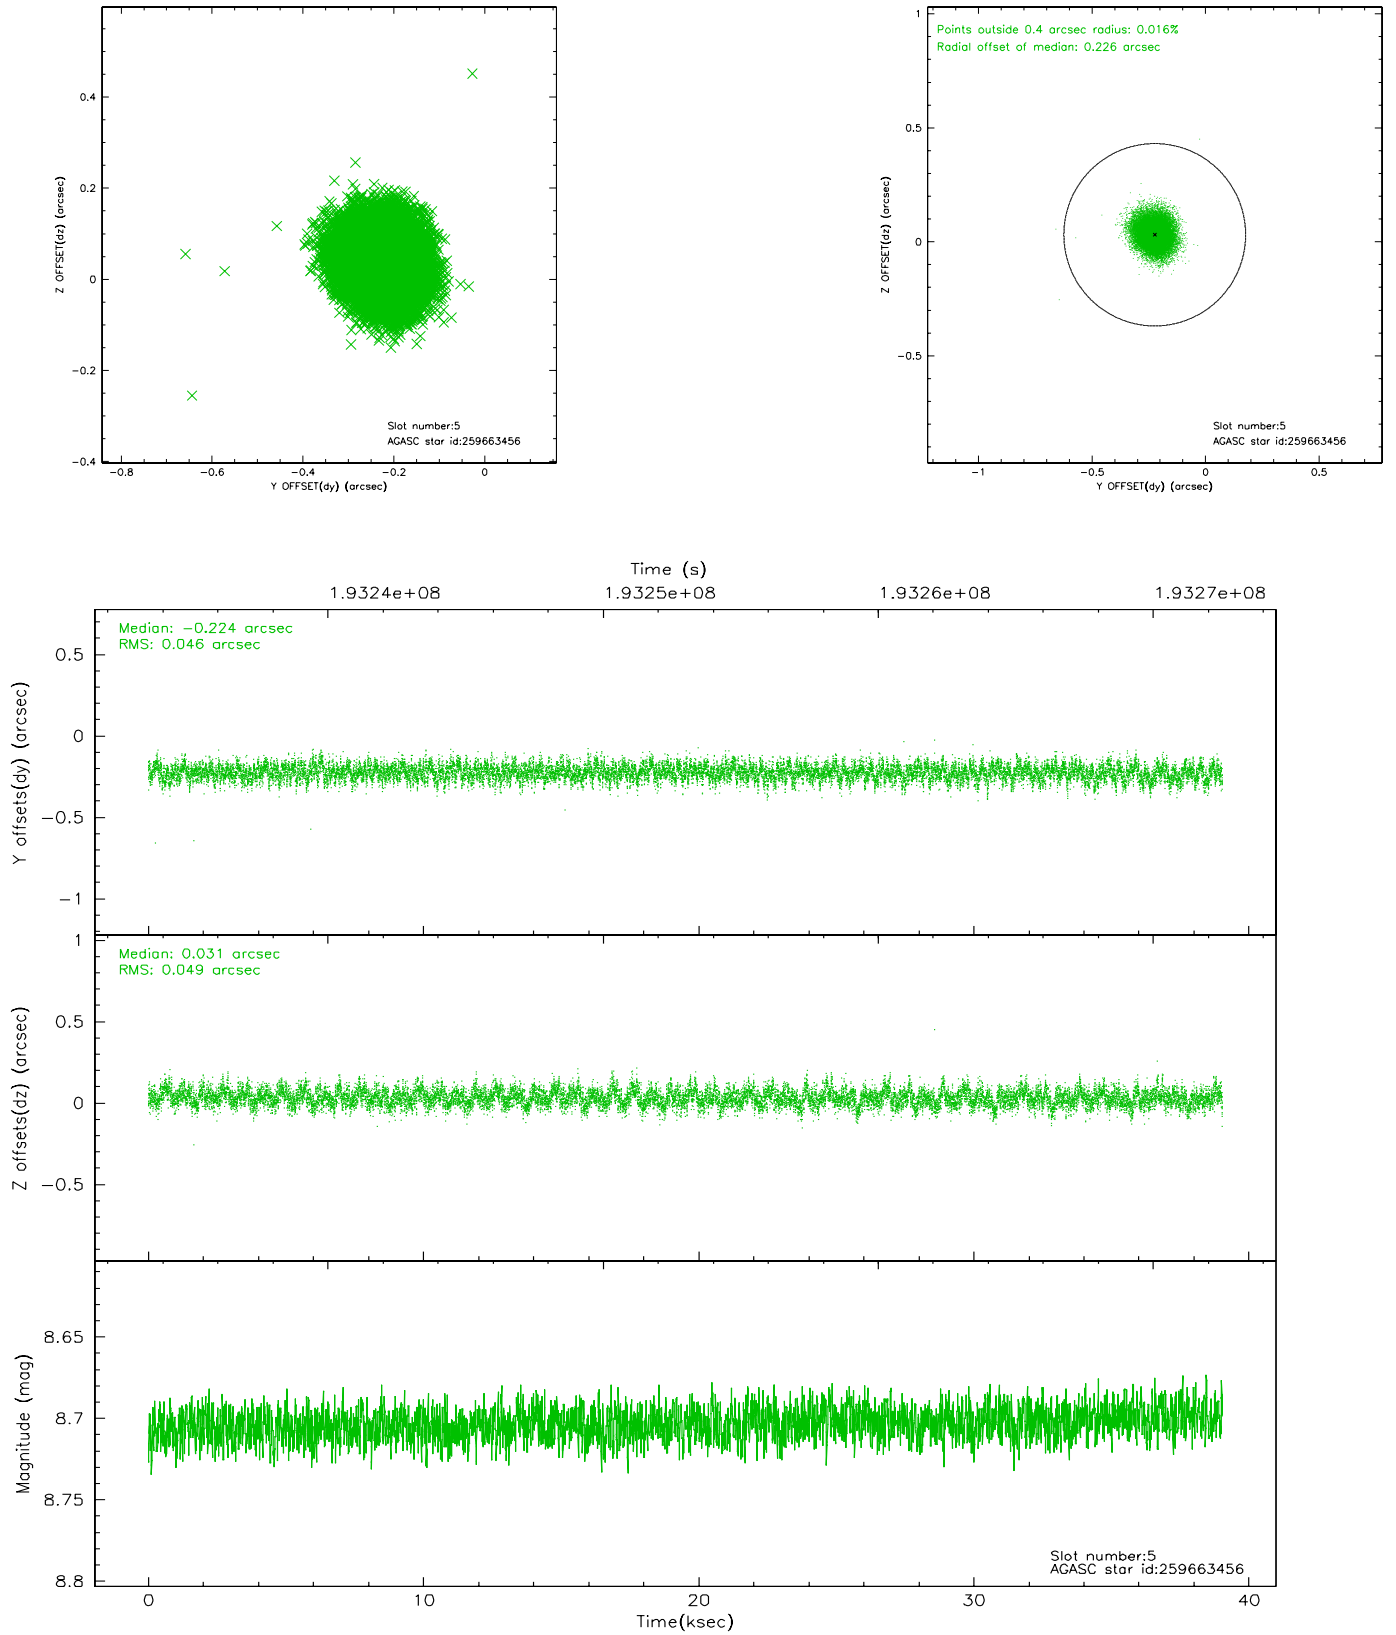 0.4
0.2
0
−0.2
−0.4
−0.8
−0.6
−0.4
−0.2
0
Z OFFSET(dz) (arcsec)
Y OFFSET(dy) (arcsec)
Slot number:5
AGASC star id:259663456
Points outside 0.4 arcsec radius: 0.016%
Radial offset of median: 0.226 arcsec
1
0.5
0
−0.5
−1
−0.5
0
0.5
Z OFFSET(dz) (arcsec)
Y OFFSET(dy) (arcsec)
Slot number:5
AGASC star id:259663456
Time (s)
1.9324e+08
1.9325e+08
1.9326e+08
1.9327e+08
Median: −0.224 arcsec
RMS: 0.046 arcsec
0.5
0
−0.5
−1
Y offsets(dy) (arcsec)
Median: 0.031 arcsec
RMS: 0.049 arcsec
1
0.5
0
−0.5
Z offsets(dz) (arcsec)
8.65
8.7
8.75
8.8
Magnitude (mag)
Slot number:5
AGASC star id:259663456
0
10
20
30
40
Time(ksec)